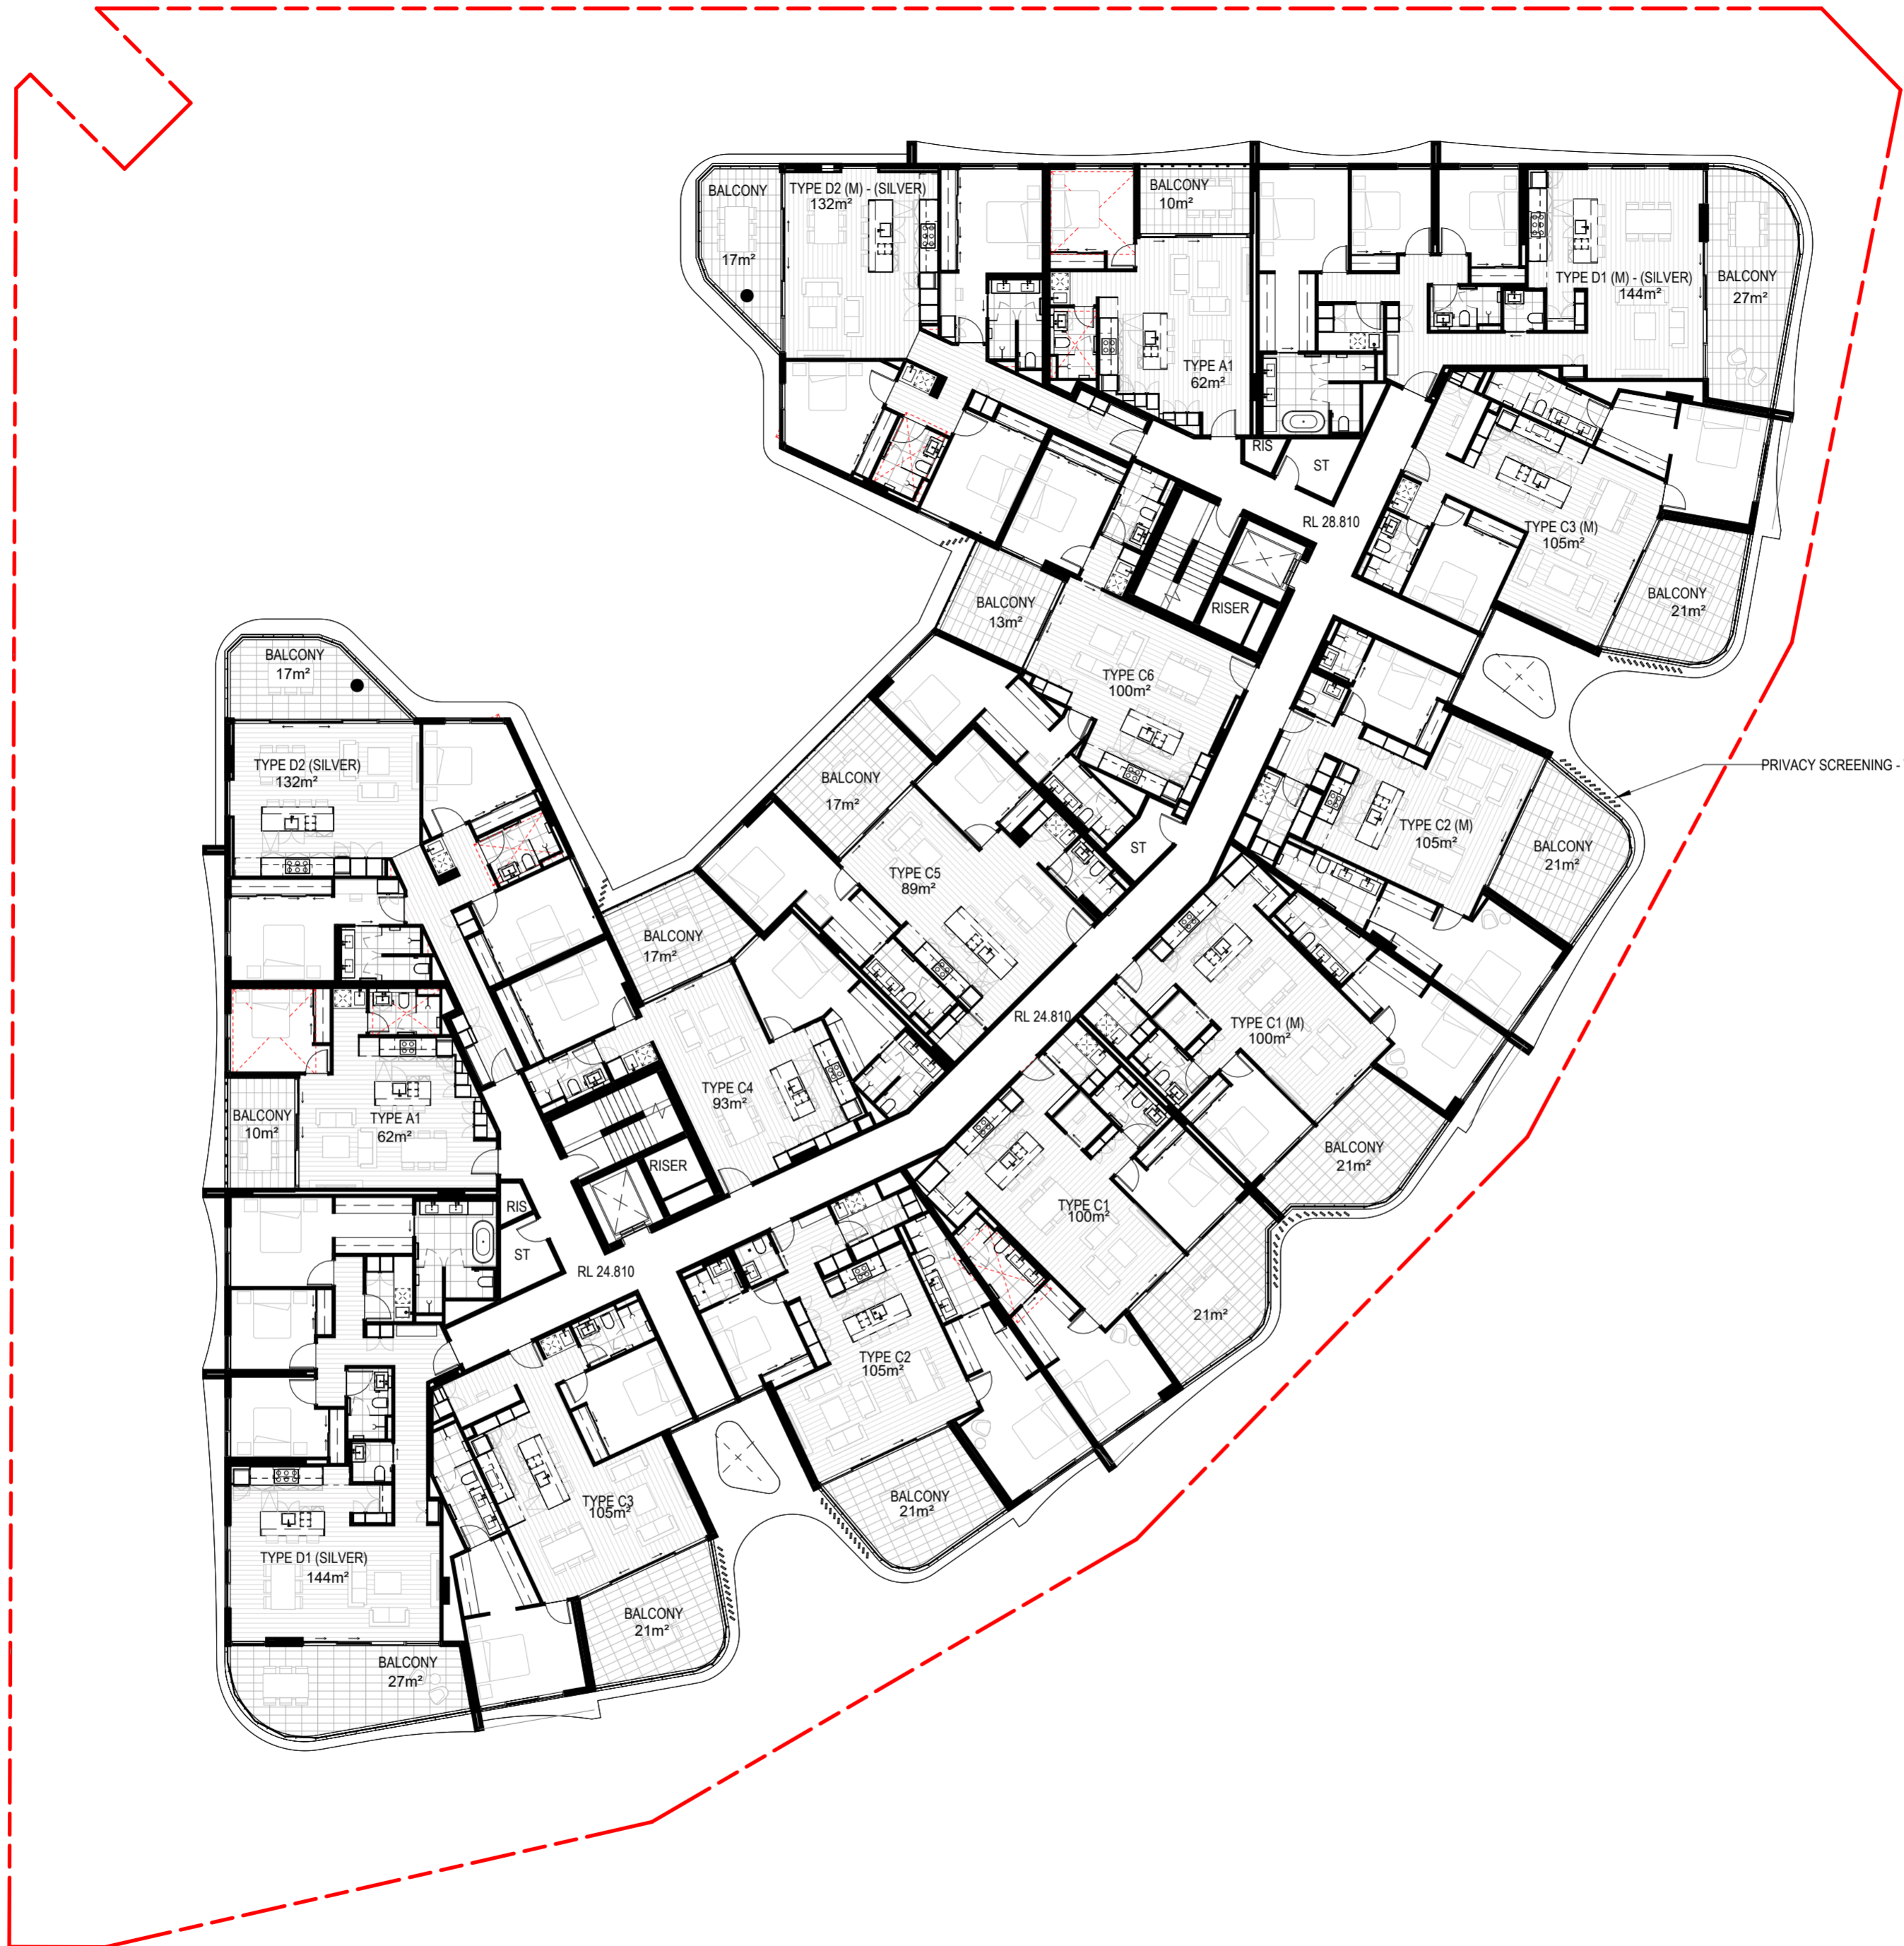 BALCONY
17m²
TYPE D2 (M) - (SILVER)
132m²
BALCONY
10m²
TYPE A1
62m²
TYPE D1 (M) - (SILVER)
144m²
BALCONY
27m²
RIS
ST
RL 28.810
TYPE C3 (M)
105m²
BALCONY
21m²
BALCONY
13m²
RISER
TYPE C6
100m²
BALCONY
17m²
TYPE D2 (SILVER)
132m²
BALCONY
17m²
PRIVACY SCREENING -
TYPE C2 (M)
105m²
BALCONY
21m²
ST
TYPE C5
89m²
BALCONY
17m²
RL 24.810
TYPE C1 (M)
100m²
TYPE C4
93m²
BALCONY
10m²
TYPE A1
62m²
BALCONY
21m²
RISER
RIS
ST
TYPE C1
100m²
RL 24.810
21m²
TYPE C2
105m²
TYPE C3
105m²
BALCONY
21m²
TYPE D1 (SILVER)
144m²
BALCONY
21m²
BALCONY
27m²